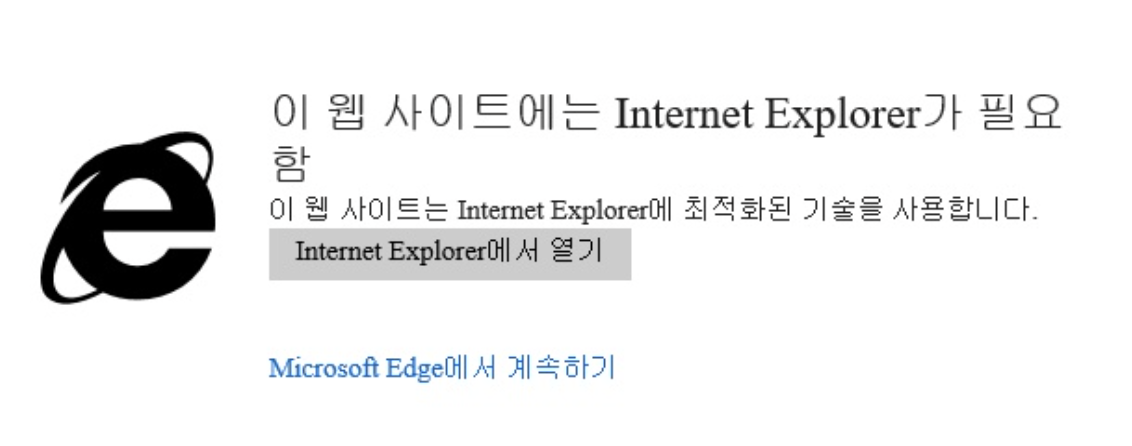 이 웹 사이트에는 Internet Explorer가 필요
함
이 웹 사이트는 Internet Explorer에 최적화된 기술을 사용합니다.
Internet Explorer에서 열기
Microsoft Edge에서 계속하기